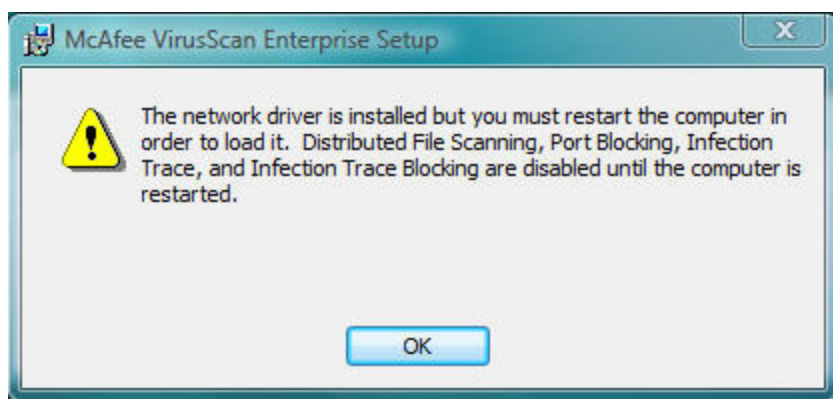 McAfee VirusScan Enterprise Setup
The network driver is installed but you must restart the computer in
order to load it.  Distributed File Scanning, Port Blocking, Infection
Trace, and Infection Trace Blocking are disabled until the computer is
restarted.
OK